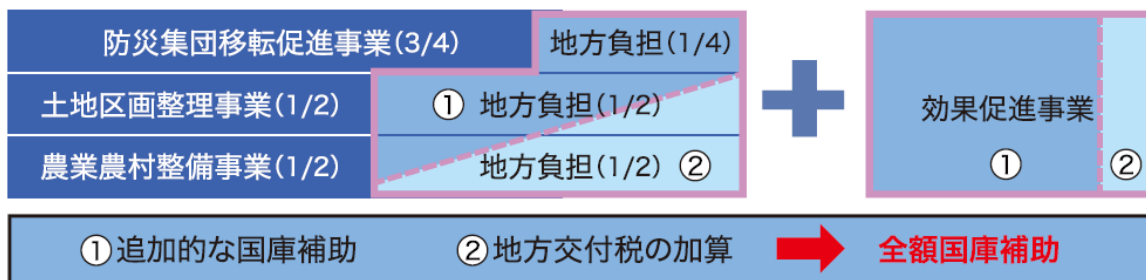 防災集団移転促進事業(3/4) 地方負担(1/4)
土地区画整理事業(1/2) ① 地方負担(1/2)
農業農村整備事業(1/2) 地方負担(1/2) ②
効果促進事業
① ②
①追加的な国庫補助 ②地方交付税の加算 全額国庫補助